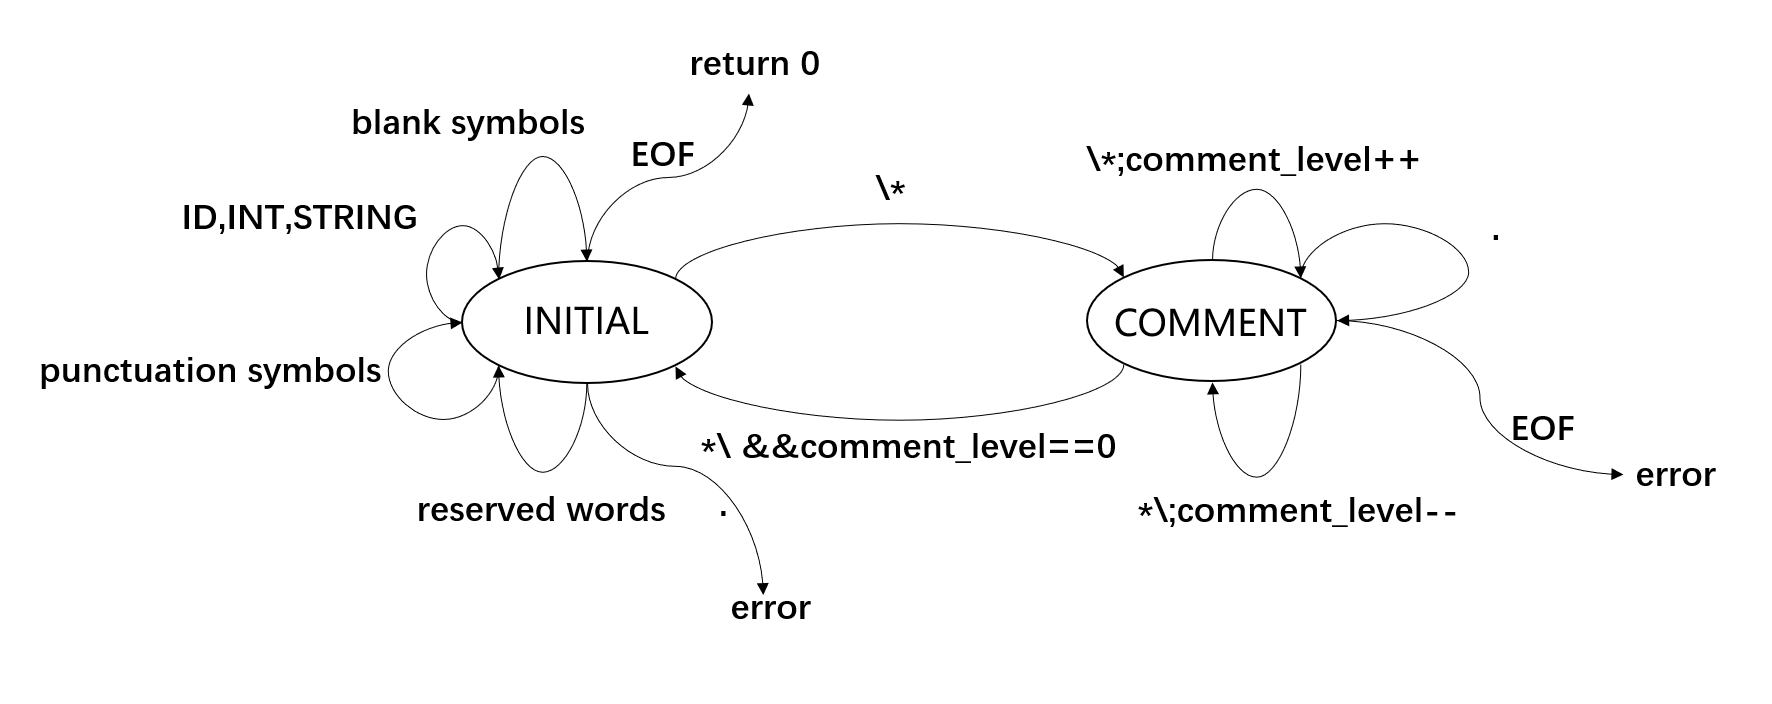 return 0
blank symbols
EOF
\*;comment_level++
\*
ID,INT,STRING
.
INITIAL
COMMENT
punctuation symbols
EOF
*\ &&comment_level==0
error
reserved words
.
*\;comment_level--
error